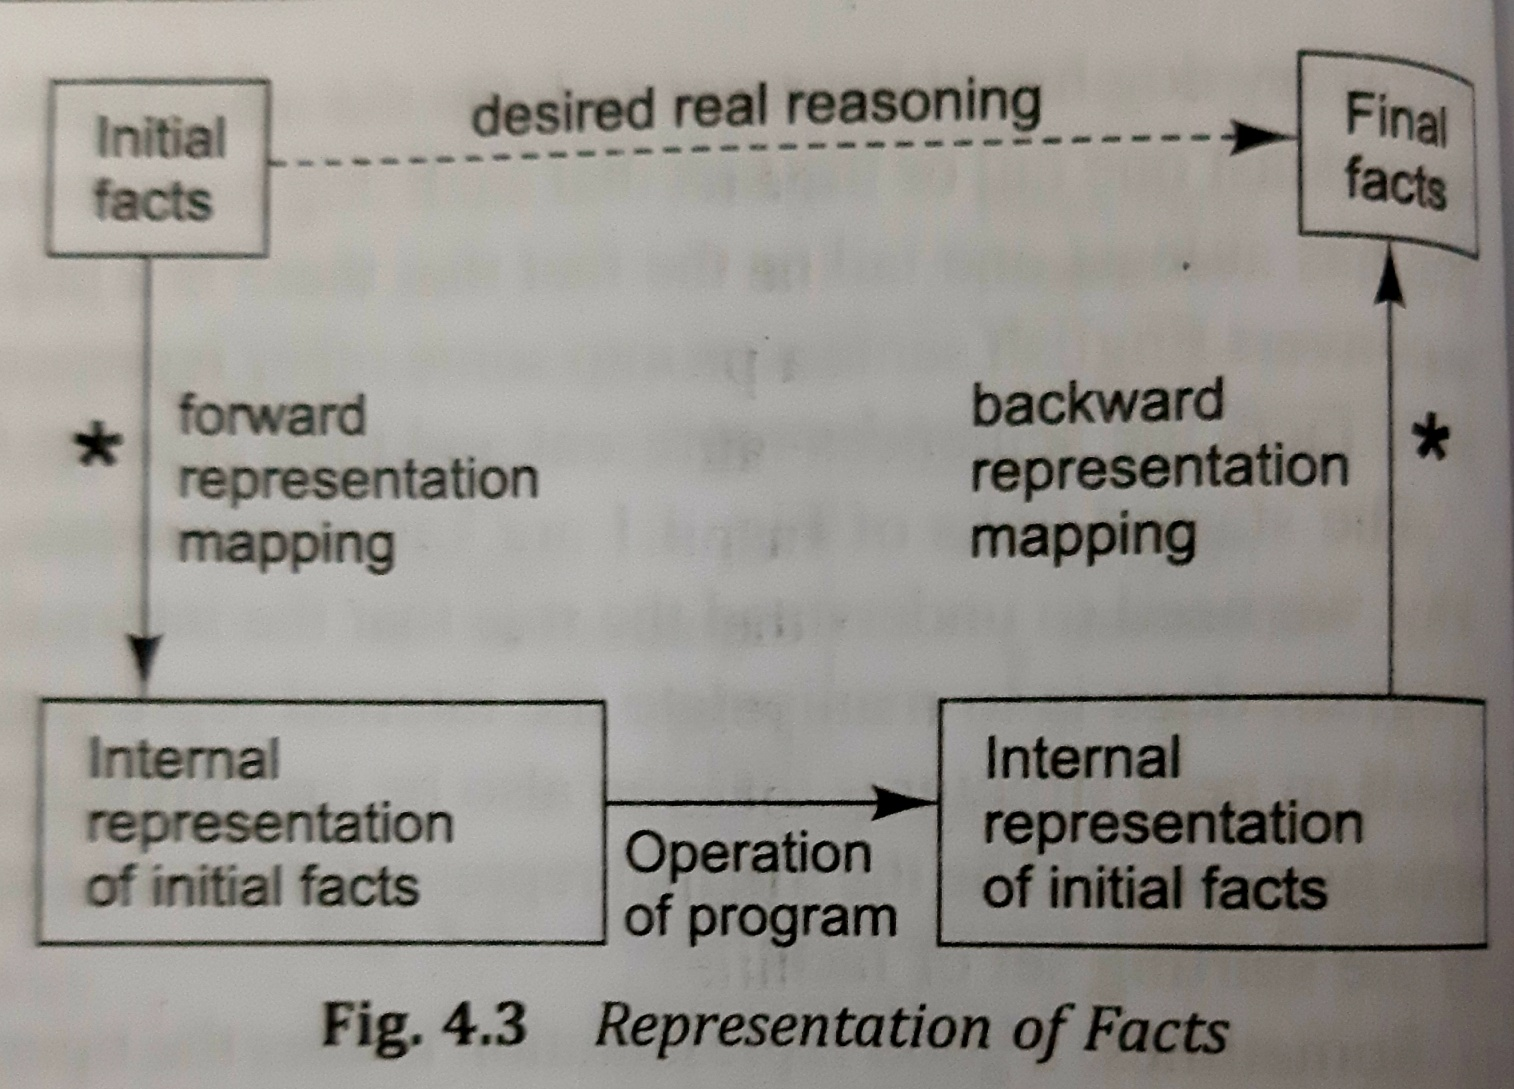 Initial
facts
desired real reasoning
Final
facts
*
forward
representation
mapping
backward
representation
mapping
*
Internal
representation
of initial facts
Operation
of program
Internal
representation
of initial facts
Fig. 4.3 Representation of Facts